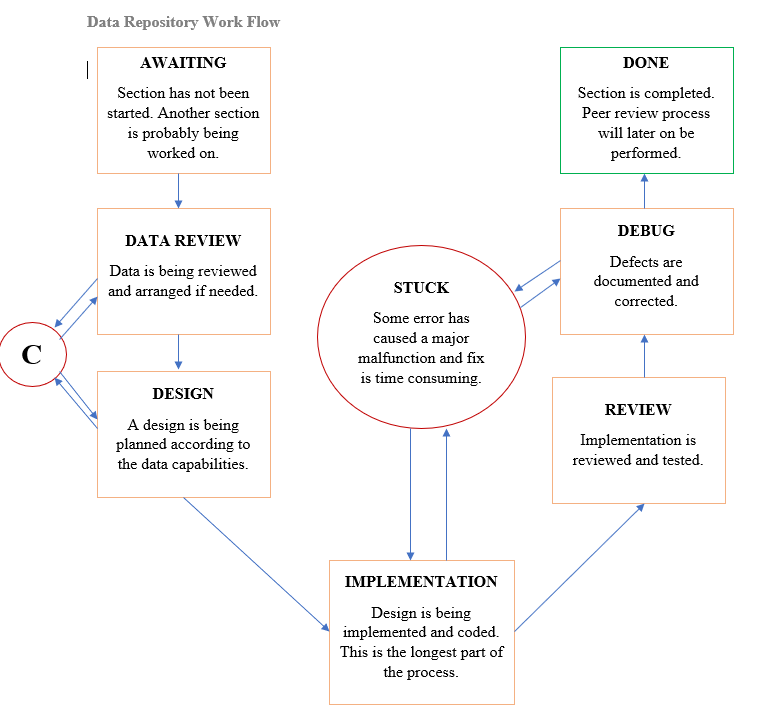 Data Repository Work Flow
AWAITING
Section has not been
started. Another section
is probably being
worked on.
DATA REVIEW
Data is being reviewed
and arranged if needed.
C
DESIGN
A design is being
planned according to
the data capabilities.
STUCK
Some error has
caused a major
malfunction and fix
is time consuming.
IMPLEMENTATION
Design is being
implemented and coded.
This is the longest part of
the process.
DONE
Section is completed.
Peer review process
will later on be
performed.
DEBUG
Defects are
documented and
corrected.
REVIEW
Implementation is
reviewed and tested.